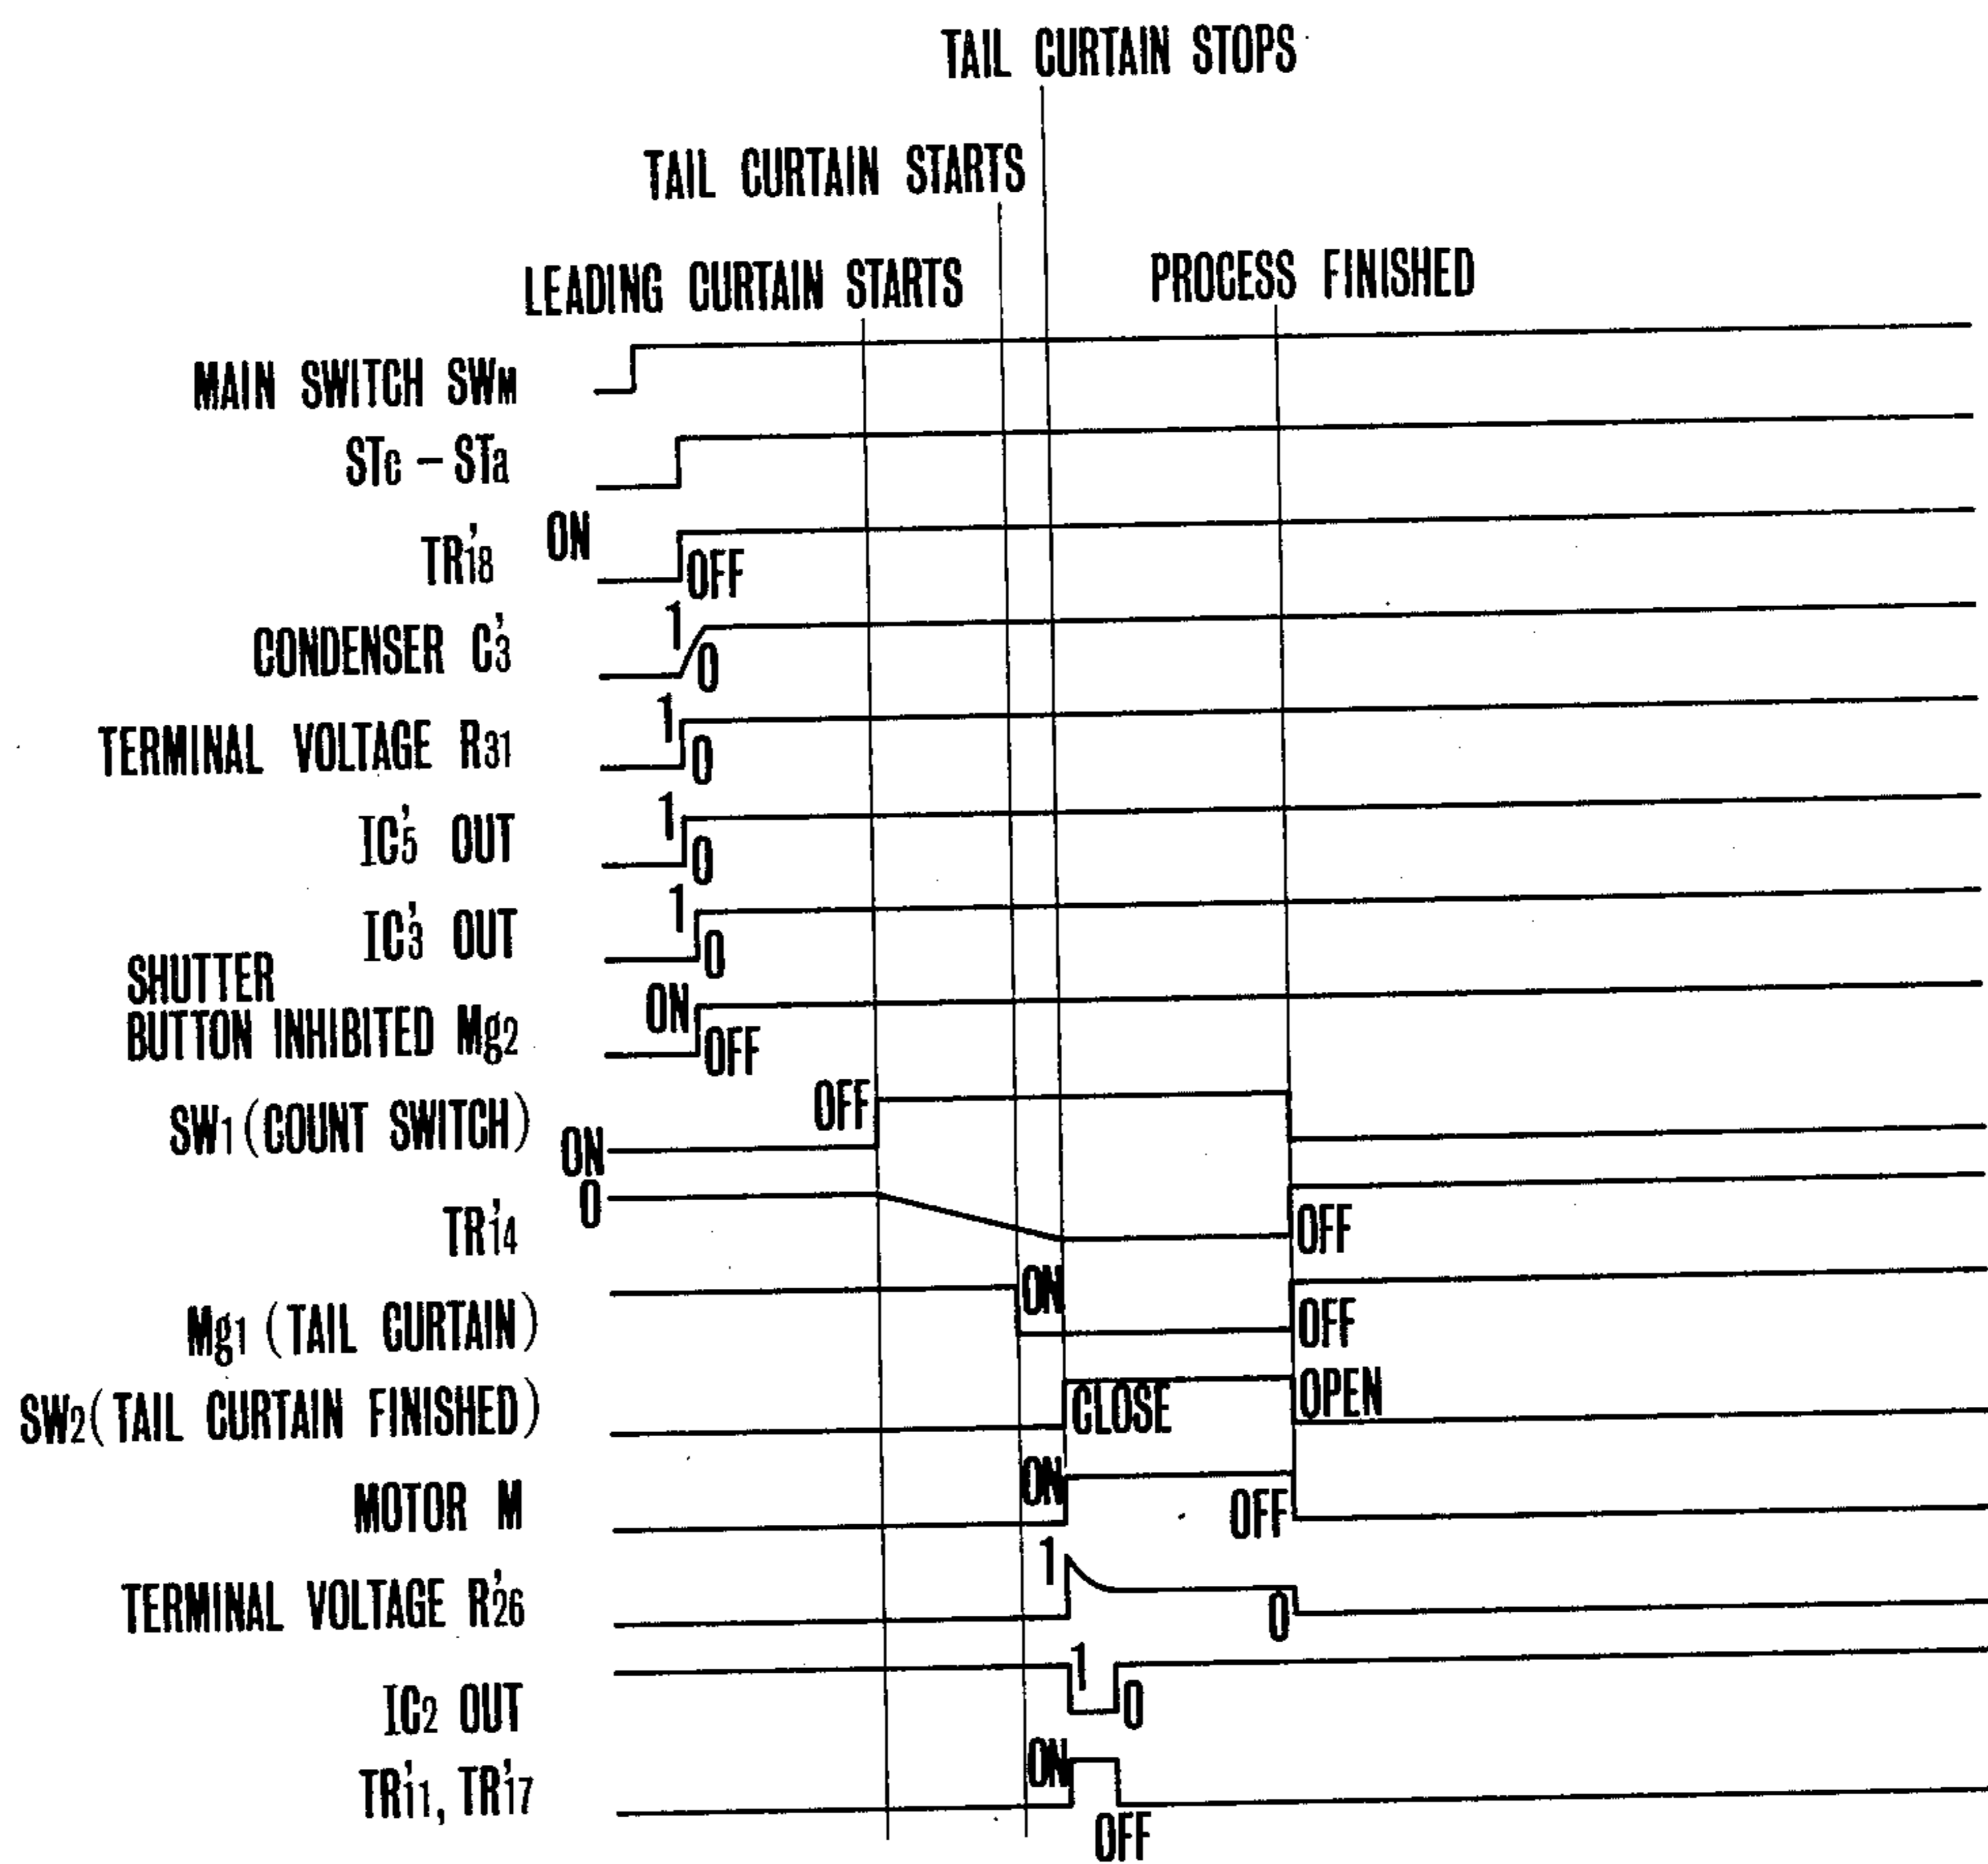 TAIL CURTAIN STOPS
TAIL CURTAIN STARTS
LEADING CURTAIN STARTS
PROCESS FINISHED
MAIN SWITCH SWM
STc – STa
TR'18
ON
OFF
CONDENSER C'3
1
0
TERMINAL VOLTAGE R31
1
0
IC'5 OUT
1
0
IC'3 OUT
1
0
SHUTTER
BUTTON INHIBITED Mg2
ON
OFF
SW1 (COUNT SWITCH)
OFF
ON
TR'14
0
OFF
Mg1 (TAIL CURTAIN)
ON
OFF
SW2 (TAIL CURTAIN FINISHED)
CLOSE
OPEN
MOTOR M
ON
OFF
TERMINAL VOLTAGE R'26
1
0
IC2 OUT
1
0
TR'11, TR'17
ON
OFF